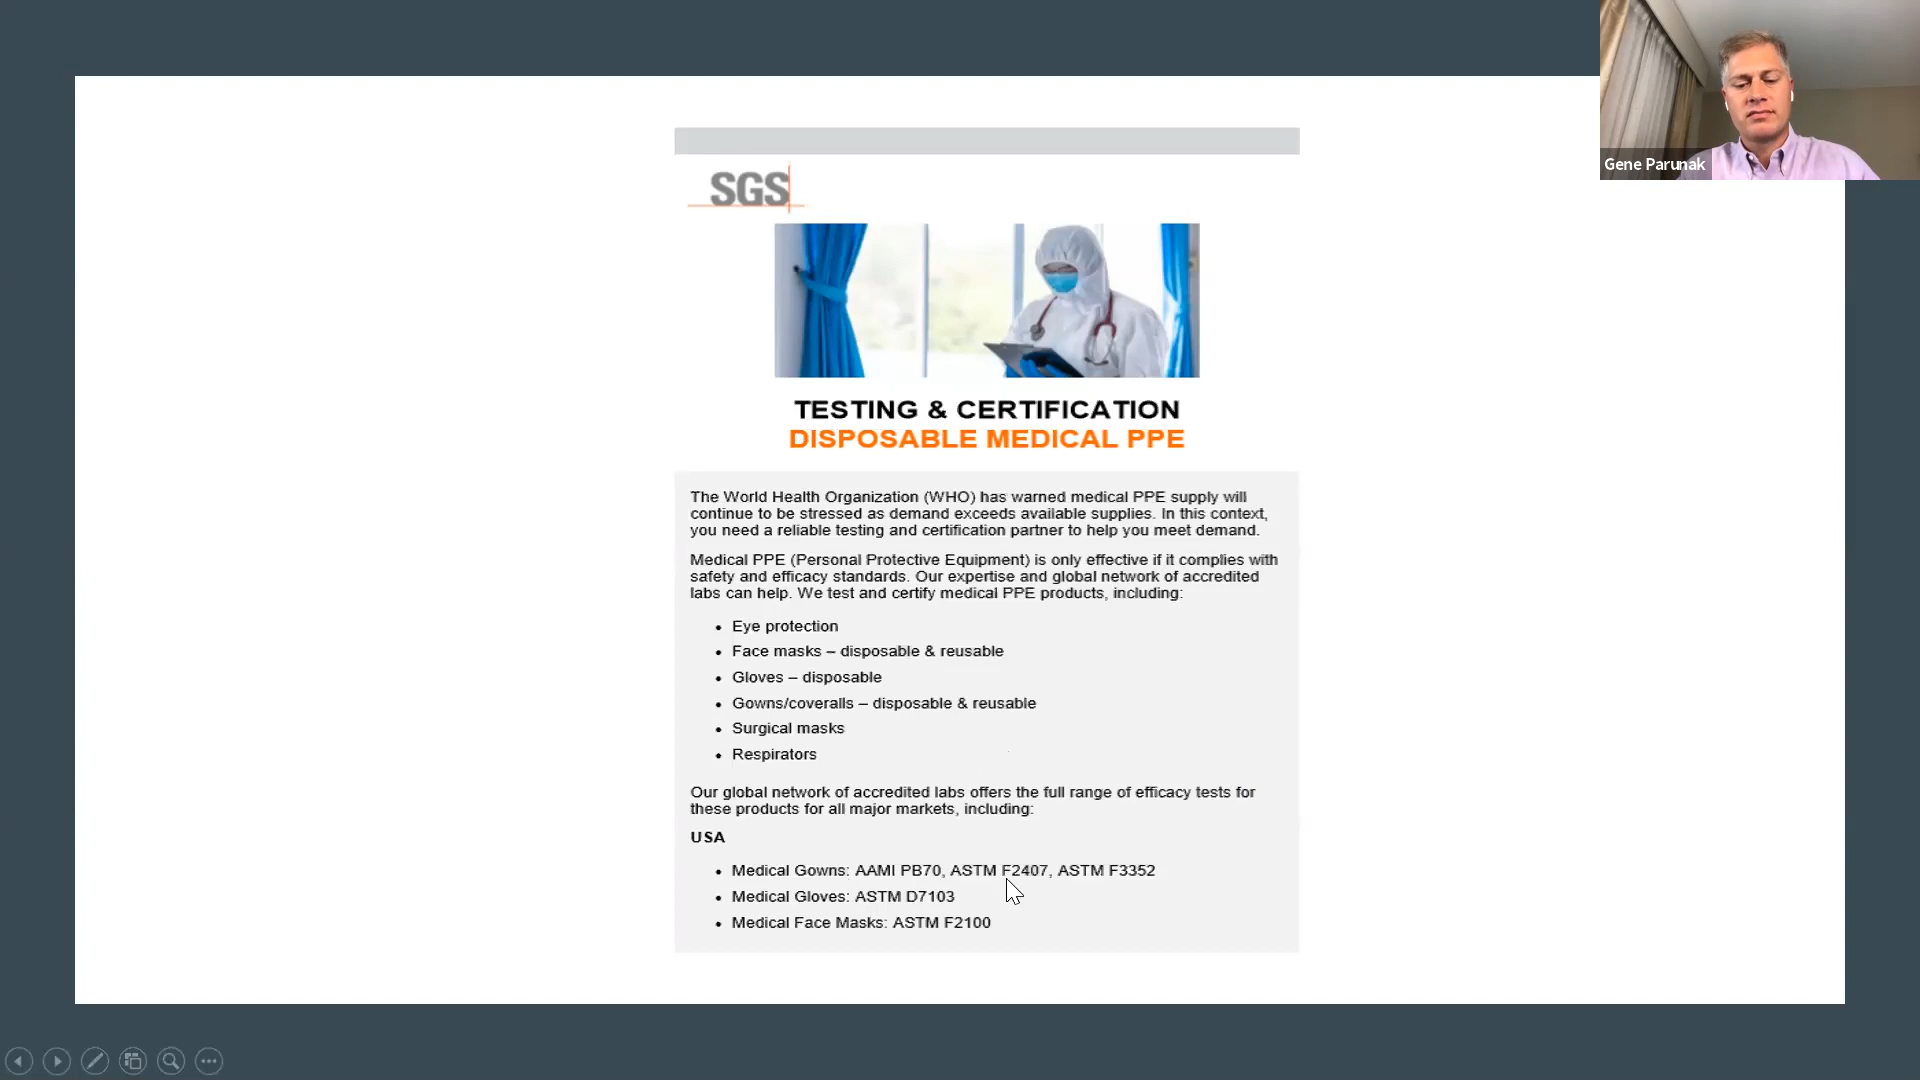 Gene Parunak
SGS
TESTING & CERTIFICATION
DISPOSABLE MEDICAL PPE
The World Health Organization (WHO) has warned medical PPE supply will
continue to be stressed as demand exceeds available supplies. In this context,
you need a reliable testing and certification partner to help you meet demand.
Medical PPE (Personal Protective Equipment) is only effective if it complies with
safety and efficacy standards. Our expertise and global network of accredited
labs can help. We test and certify medical PPE products, including:
• Eye protection
• Face masks – disposable & reusable
• Gloves – disposable
• Gowns/coveralls – disposable & reusable
• Surgical masks
• Respirators
Our global network of accredited labs offers the full range of efficacy tests for
these products for all major markets, including:
USA
• Medical Gowns: AAMI PB70, ASTM F2407, ASTM F3352
• Medical Gloves: ASTM D7103
• Medical Face Masks: ASTM F2100